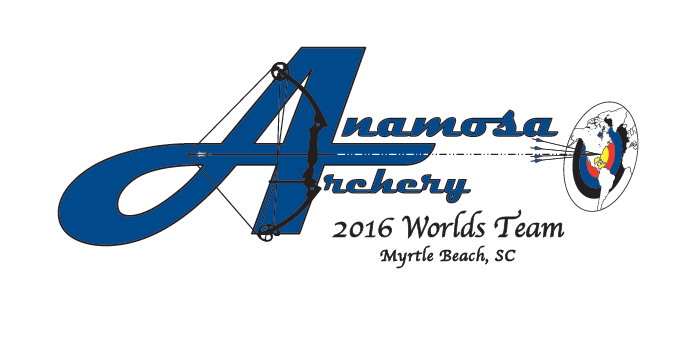 Anamosa
Archery
2016 Worlds Team
Myrtle Beach, SC